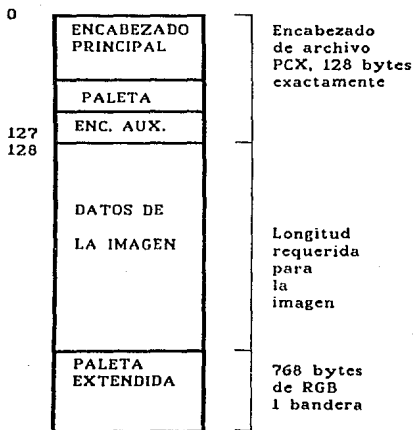 0
ENCABEZADO
PRINCIPAL
PALETA
ENC. AUX.
127
128
DATOS DE
LA IMAGEN
PALETA
EXTENDIDA
Encabezado
de archivo
PCX, 128 bytes
exactamente
Longitud
requerida
para
la
imagen
768 bytes
de RGB
1 bandera